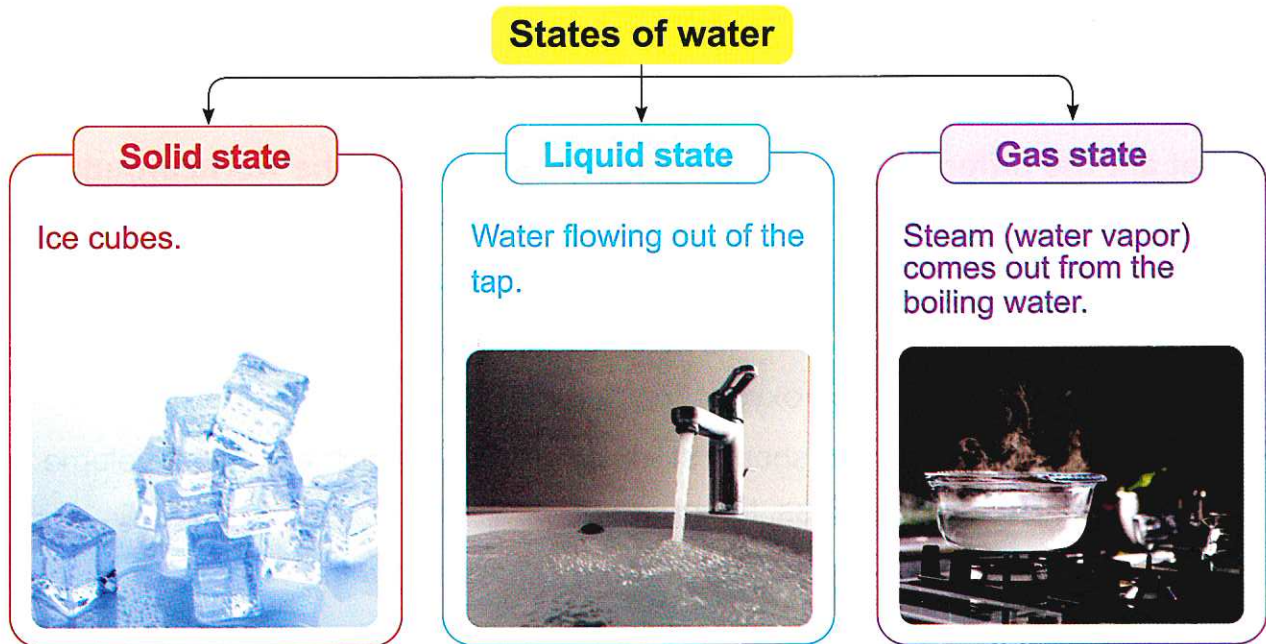 States of water
Solid state
Ice cubes.
Liquid state
Water flowing out of the
tap.
Gas state
Steam (water vapor)
comes out from the
boiling water.